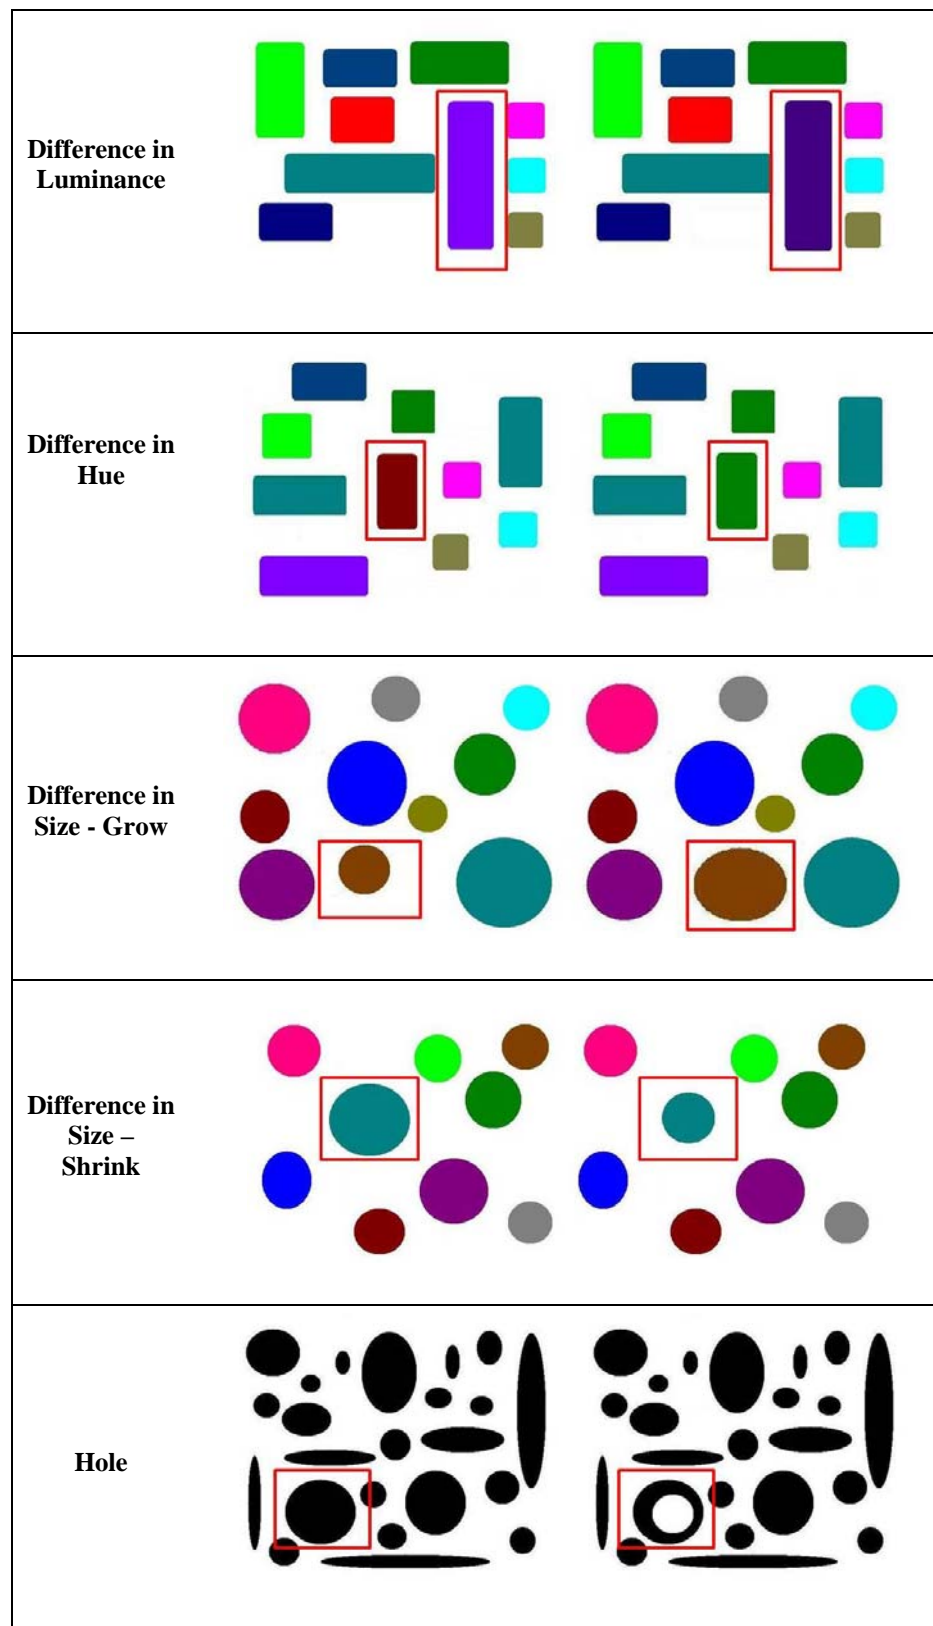 Difference in
Luminance
Difference in
Hue
Difference in
Size - Grow
Difference in
Size –
Shrink
Hole